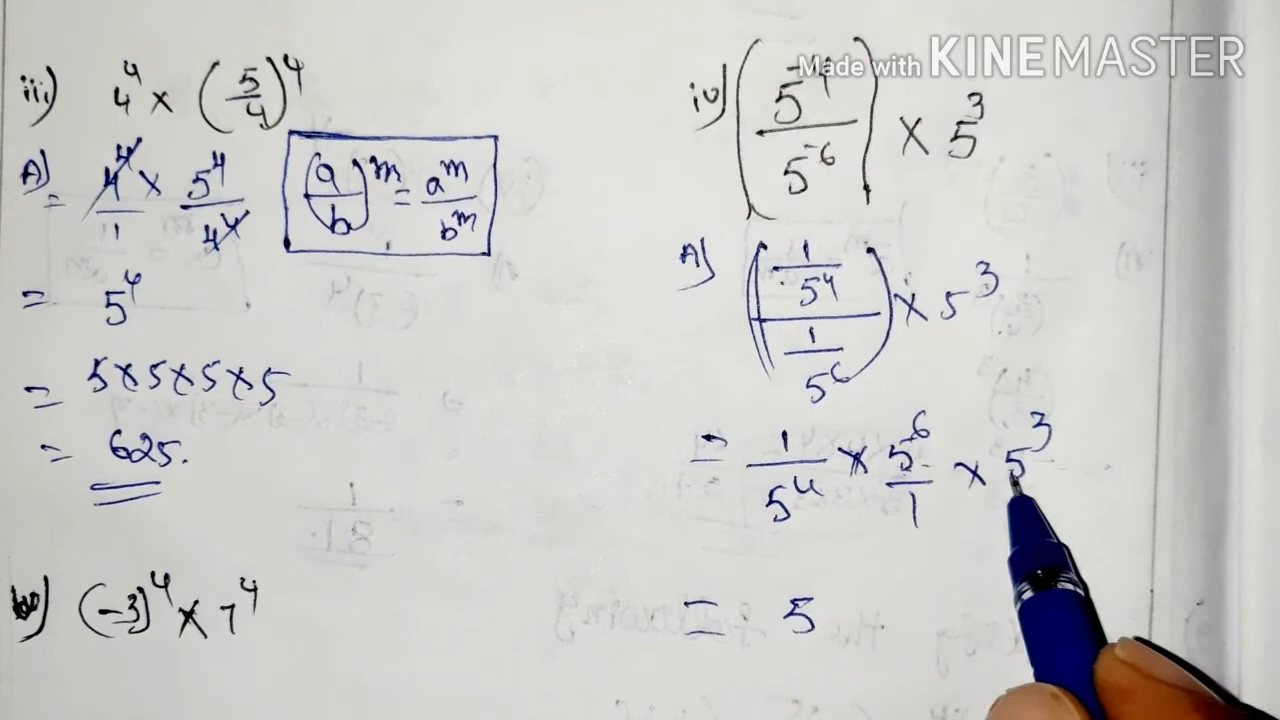 iii) 4⁴ × (5/4)⁴
A) = 4⁴/1 × 5⁴/4⁴
(a/b)ᵐ = aᵐ/bᵐ
= 5⁴
= 5×5×5×5
= 625.
(-3)⁴ × 7⁴
Made with KINEMASTER
iv) (5⁻⁴/5⁻⁶) × 5³
A) ((1/5⁴)/(1/5⁶)) × 5³
= 1/5⁴ × 5⁶/1 × 5³
= 5